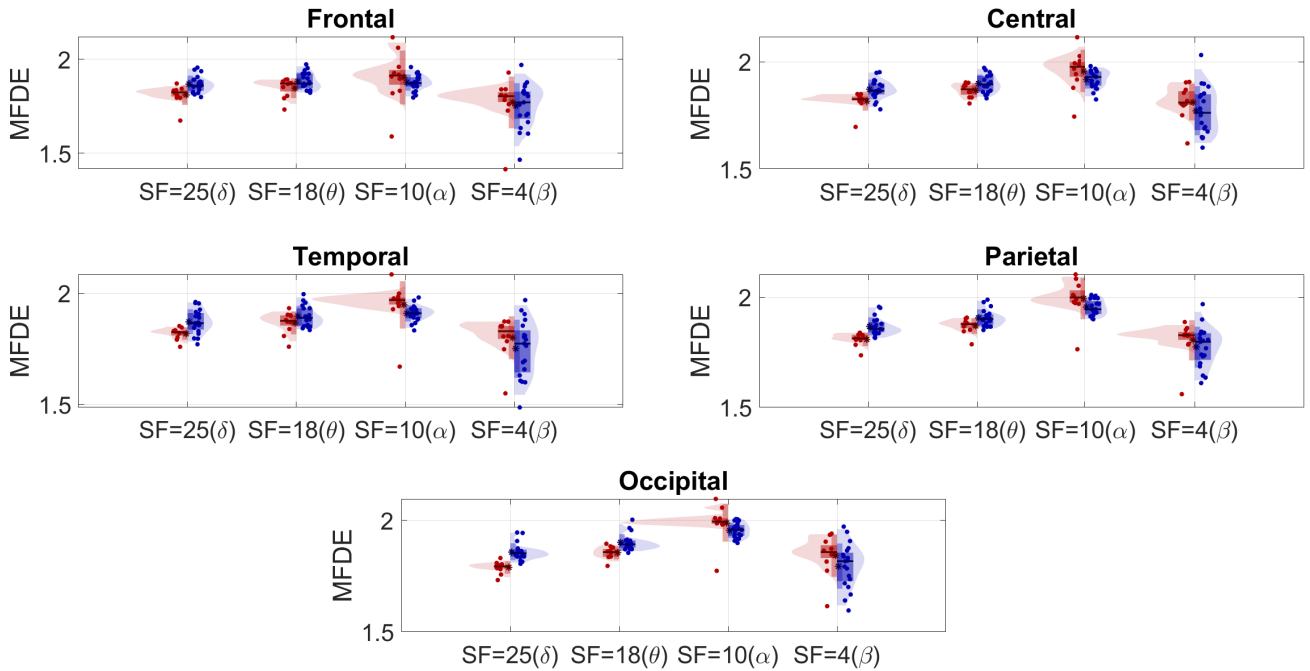 Frontal
MFDE
2
1.5
SF=25(δ) SF=18(θ) SF=10(α) SF=4(β)
Central
MFDE
2
1.5
SF=25(δ) SF=18(θ) SF=10(α) SF=4(β)
Temporal
MFDE
2
1.5
SF=25(δ) SF=18(θ) SF=10(α) SF=4(β)
Parietal
MFDE
2
1.5
SF=25(δ) SF=18(θ) SF=10(α) SF=4(β)
Occipital
MFDE
2
1.5
SF=25(δ) SF=18(θ) SF=10(α) SF=4(β)